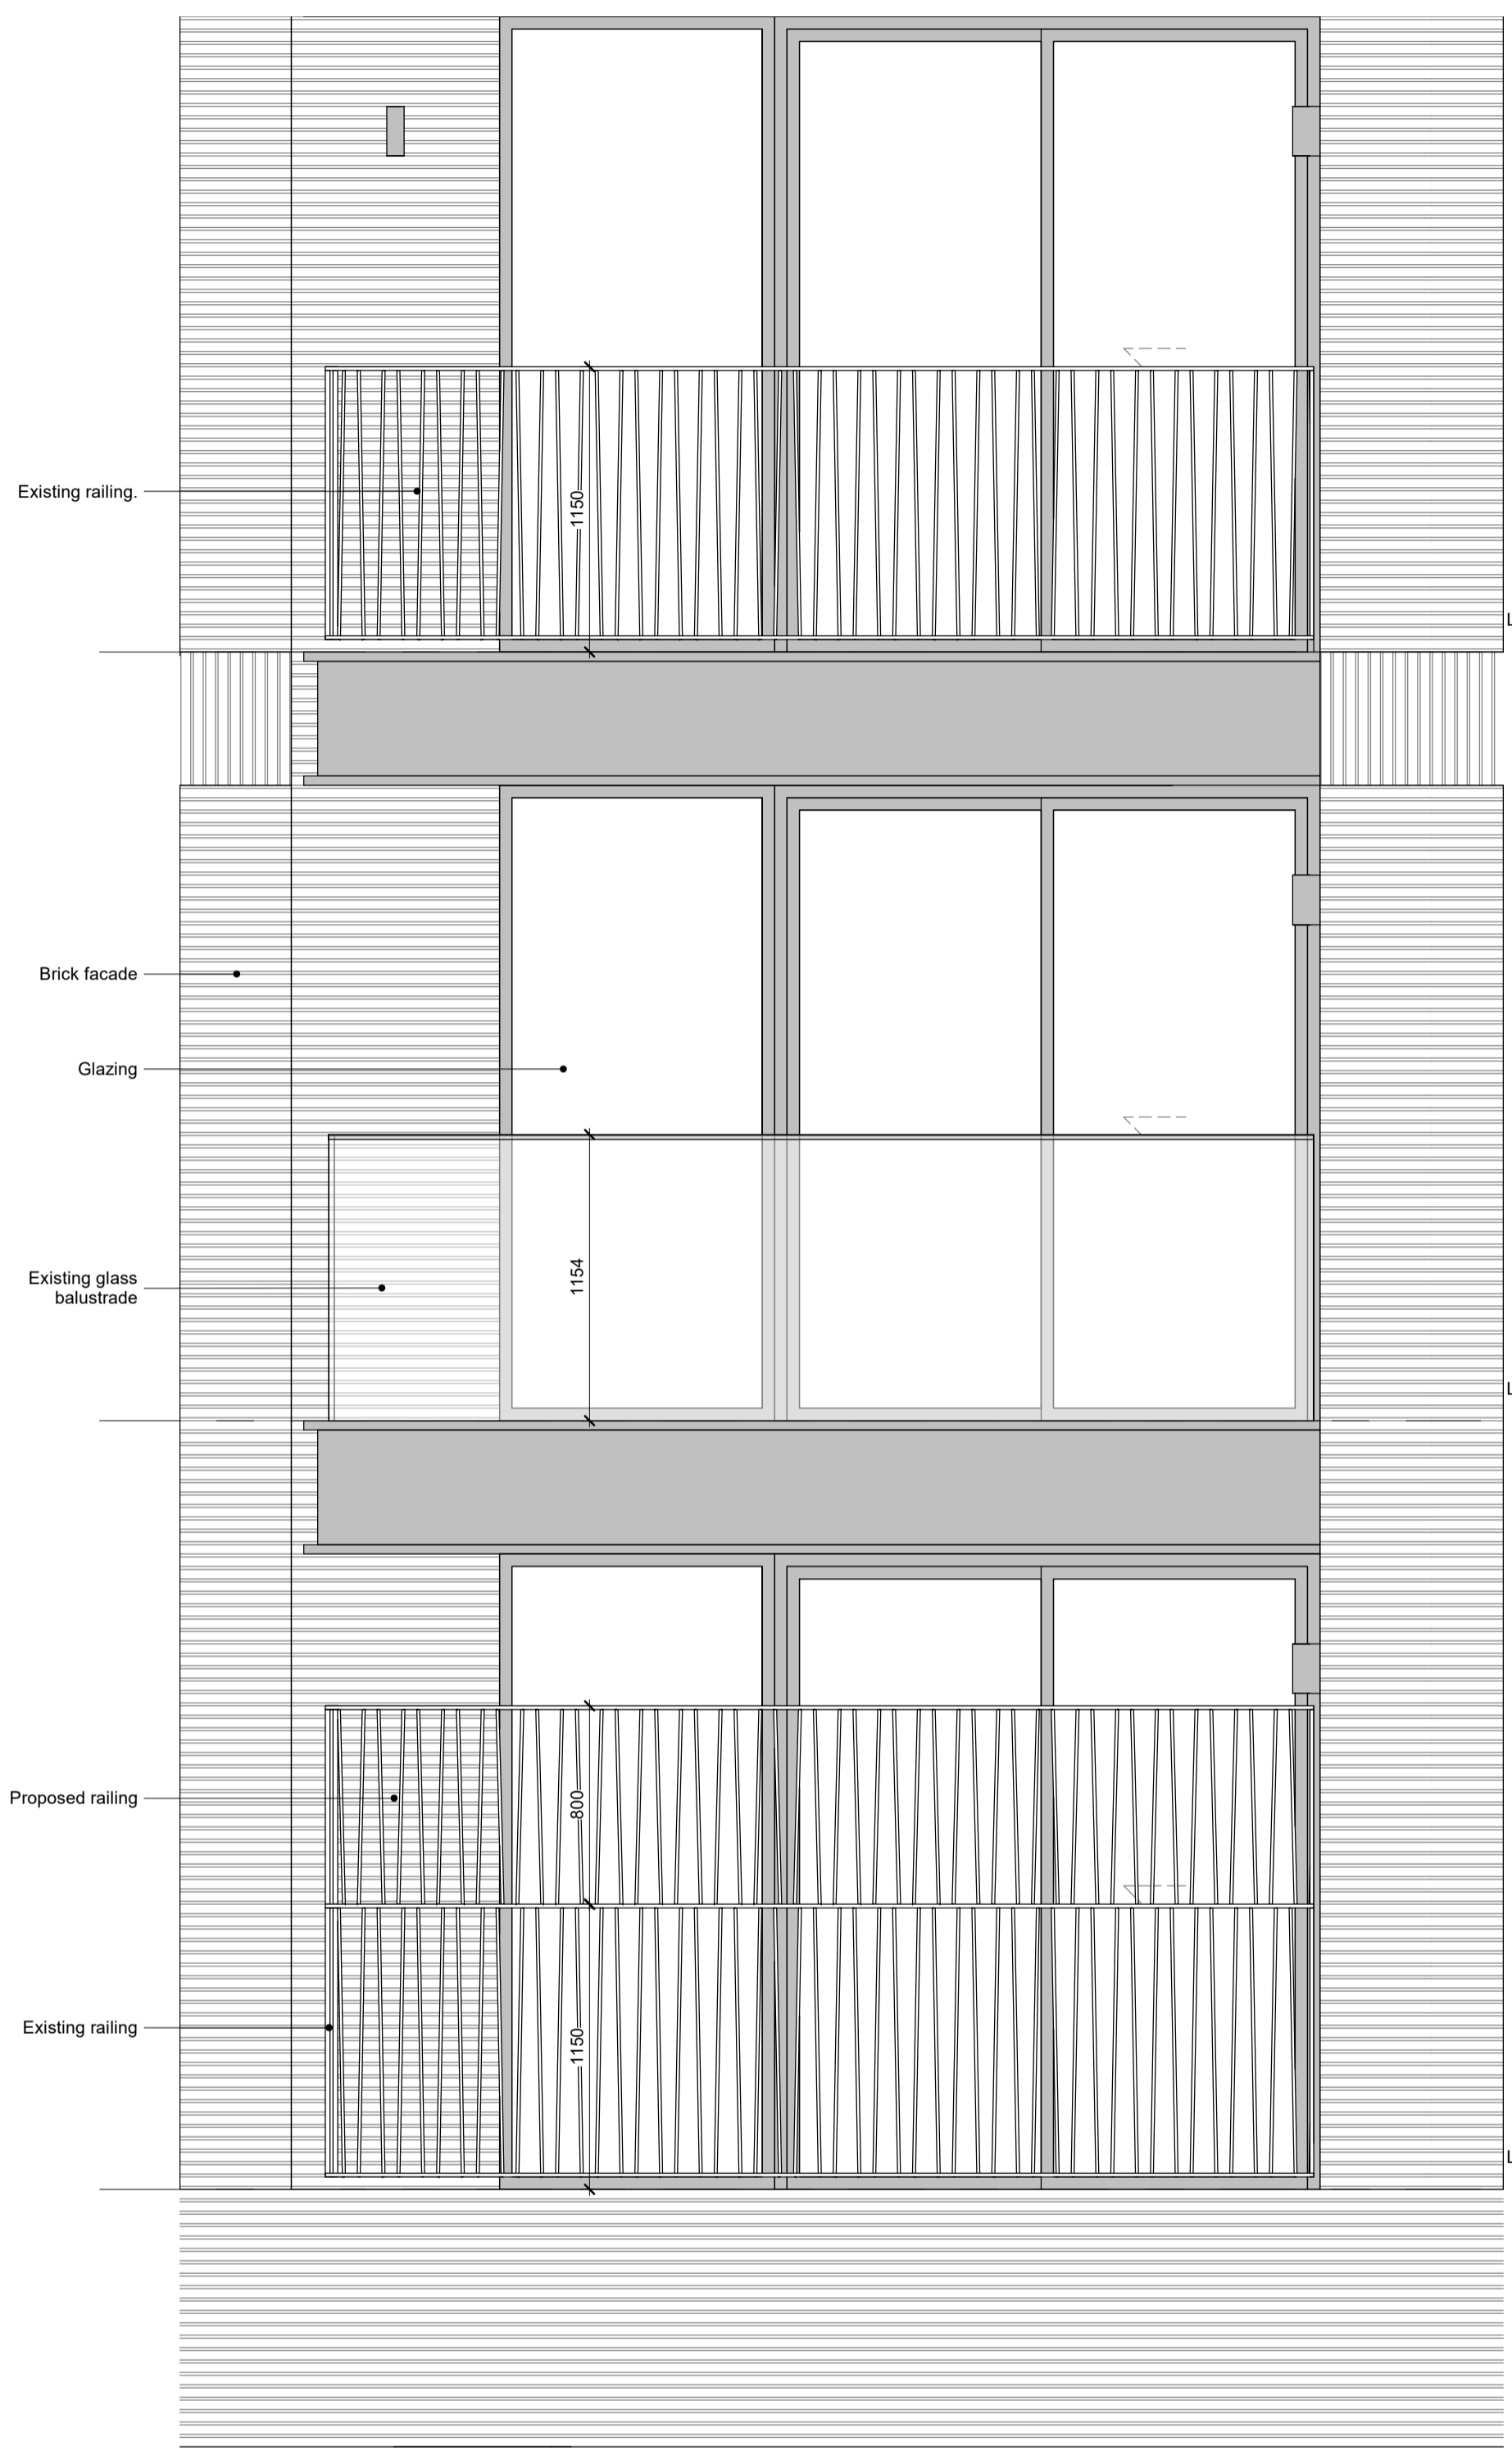 Existing railing.
1150
L
Brick facade
Glazing
Existing glass
balustrade
1154
L
Proposed railing
800
Existing railing
1150
L